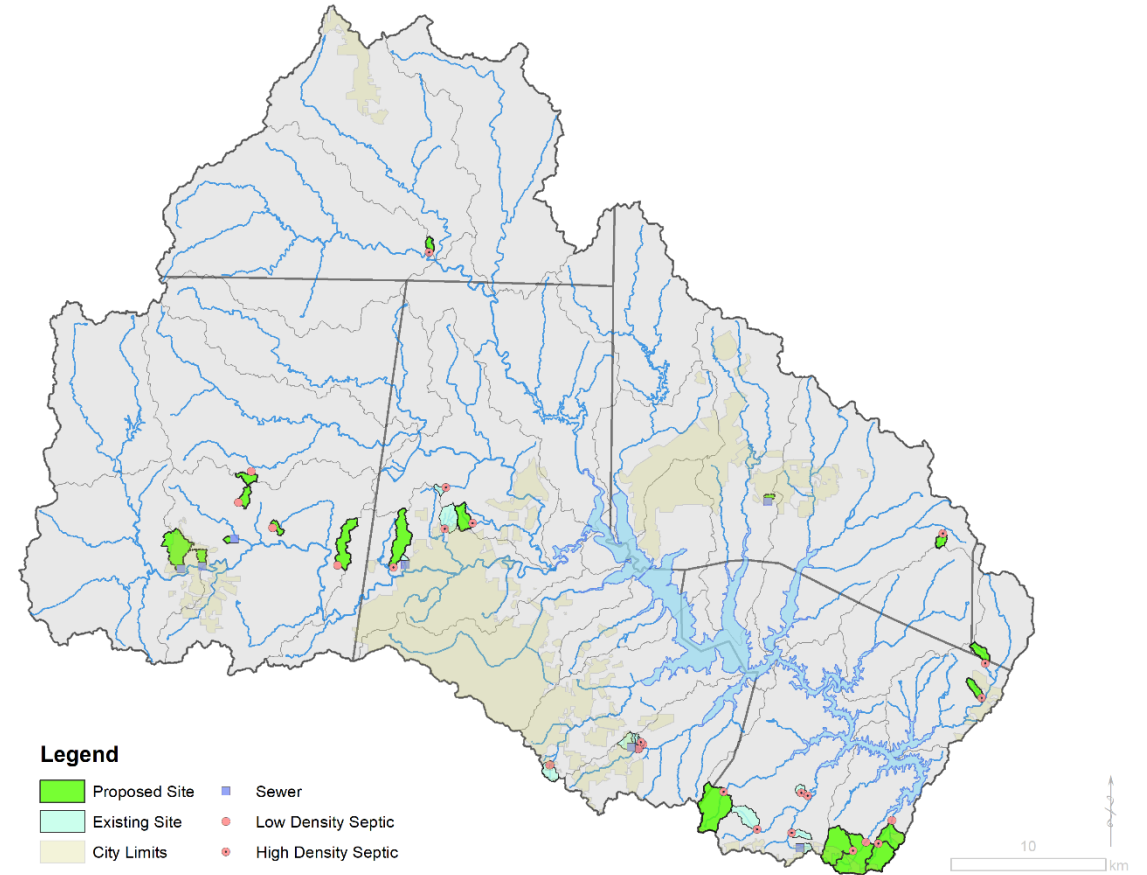 Legend
Proposed Site
Sewer
Existing Site
Low Density Septic
City Limits
High Density Septic
10
km